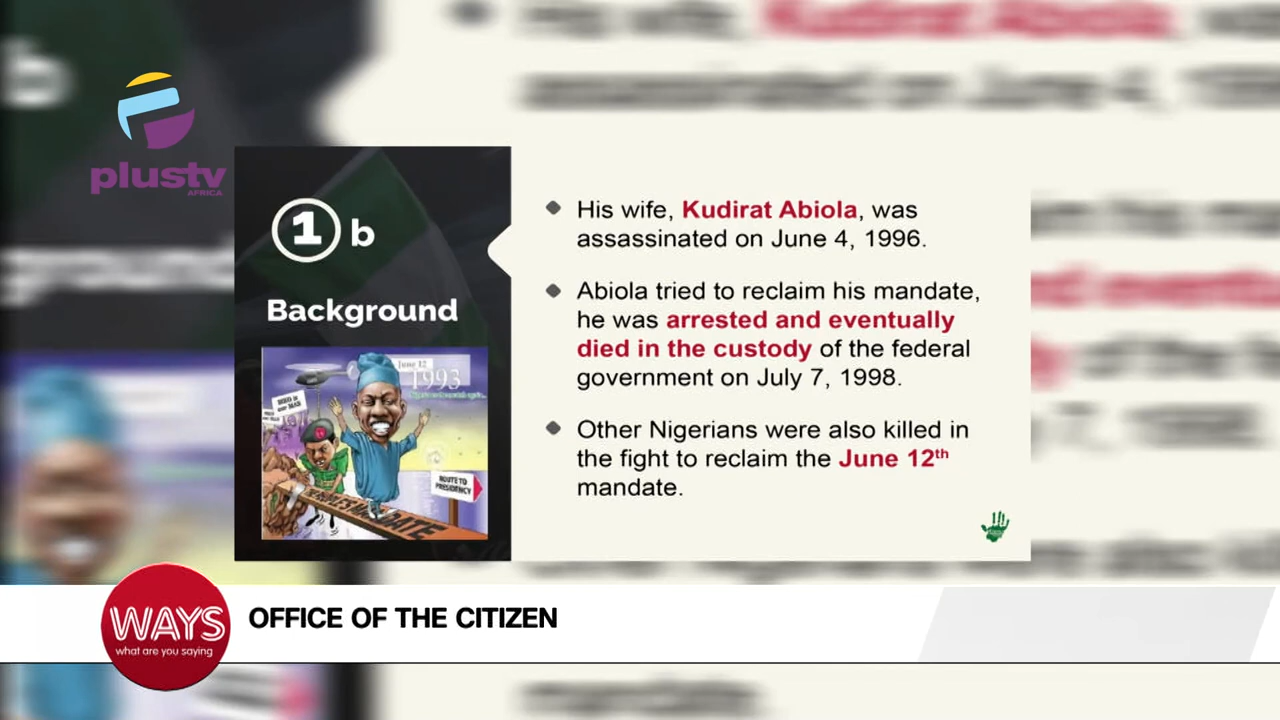 plustv
AFRICA
1 b
Background
June 12
1993
ROUTE TO
PRESIDENCY
MANDATE
His wife, Kudirat Abiola, was
assassinated on June 4, 1996.
Abiola tried to reclaim his mandate,
he was arrested and eventually
died in the custody of the federal
government on July 7, 1998.
Other Nigerians were also killed in
the fight to reclaim the June 12th
mandate.
WAYS
what are you saying
OFFICE OF THE CITIZEN